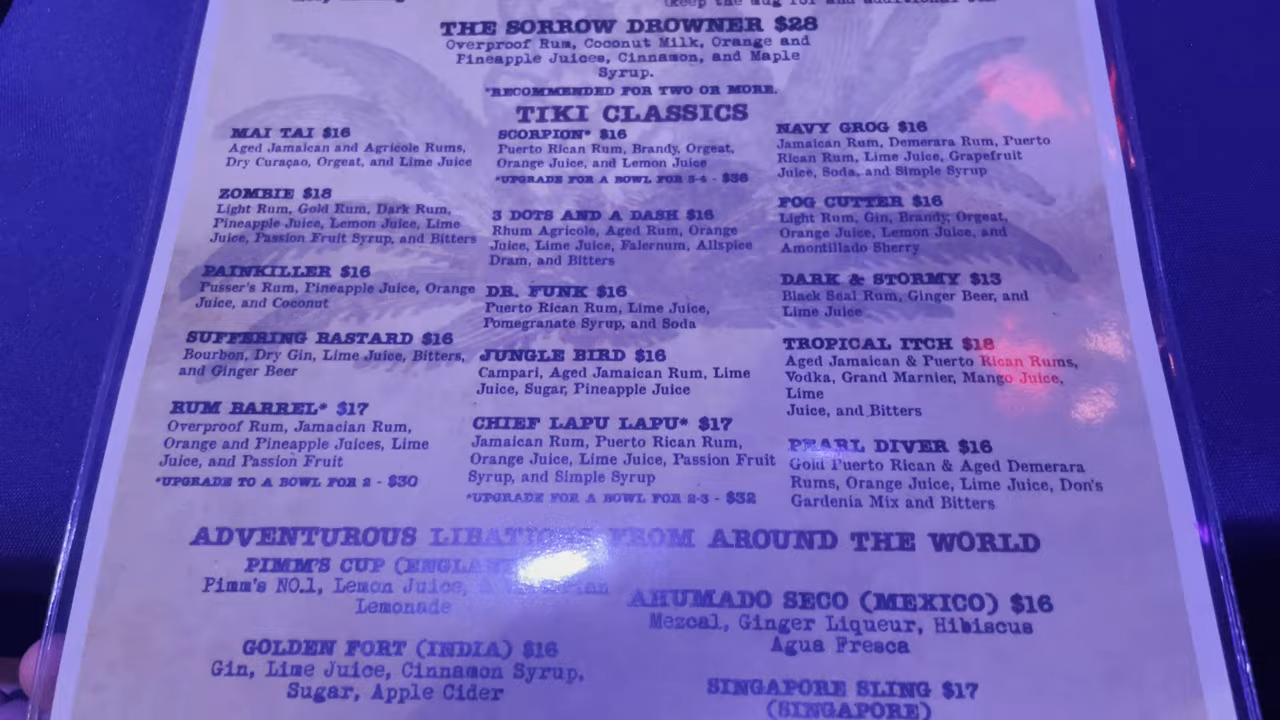 THE SORROW DROWNER $28
Overproof Rum, Coconut Milk, Orange and
Pineapple Juices, Cinnamon, and Maple
Syrup.
*RECOMMENDED FOR TWO OR MORE.
TIKI CLASSICS
MAI TAI $16
Aged Jamaican and Agricole Rums,
Dry Curaçao, Orgeat, and Lime Juice
ZOMBIE $18
Light Rum, Gold Rum, Dark Rum,
Pineapple Juice, Lemon Juice, Lime
Juice, Passion Fruit Syrup, and Bitters
PAINKILLER $16
Pusser's Rum, Pineapple Juice, Orange
Juice, and Coconut
SUFFERING BASTARD $16
Bourbon, Dry Gin, Lime Juice, Bitters,
and Ginger Beer
RUM BARREL* $17
Overproof Rum, Jamacian Rum,
Orange and Pineapple Juices, Lime
Juice, and Passion Fruit
*UPGRADE TO A BOWL FOR 2 - $30
SCORPION* $16
Puerto Rican Rum, Brandy, Orgeat,
Orange Juice, and Lemon Juice
*UPGRADE FOR A BOWL FOR 3-4 - $36
3 DOTS AND A DASH $16
Rhum Agricole, Aged Rum, Orange
Juice, Lime Juice, Falernum, Allspice
Dram, and Bitters
DR. FUNK $16
Puerto Rican Rum, Lime Juice,
Pomegranate Syrup, and Soda
JUNGLE BIRD $16
Campari, Aged Jamaican Rum, Lime
Juice, Sugar, Pineapple Juice
CHIEF LAPU LAPU* $17
Jamaican Rum, Puerto Rican Rum,
Orange Juice, Lime Juice, Passion Fruit
Syrup, and Simple Syrup
*UPGRADE FOR A BOWL FOR 2-3 - $32
NAVY GROG $16
Jamaican Rum, Demerara Rum, Puerto
Rican Rum, Lime Juice, Grapefruit
Juice, Soda, and Simple Syrup
FOG CUTTER $16
Light Rum, Gin, Brandy, Orgeat,
Orange Juice, Lemon Juice, and
Amontillado Sherry
DARK & STORMY $13
Black Seal Rum, Ginger Beer, and
Lime Juice
TROPICAL ITCH $18
Aged Jamaican & Puerto Rican Rums,
Vodka, Grand Marnier, Mango Juice,
Lime
Juice, and Bitters
PEARL DIVER $16
Gold Puerto Rican & Aged Demerara
Rums, Orange Juice, Lime Juice, Don's
Gardenia Mix and Bitters
ADVENTUROUS LIBATIONS FROM AROUND THE WORLD
PIMM'S CUP (ENGLAND
Pimm's NO.1, Lemon Juice,
Lemonade
GOLDEN FORT (INDIA) $16
Gin, Lime Juice, Cinnamon Syrup,
Sugar, Apple Cider
AHUMADO SECO (MEXICO) $16
Mezcal, Ginger Liqueur, Hibiscus
Agua Fresca
SINGAPORE SLING $17
(SINGAPORE)